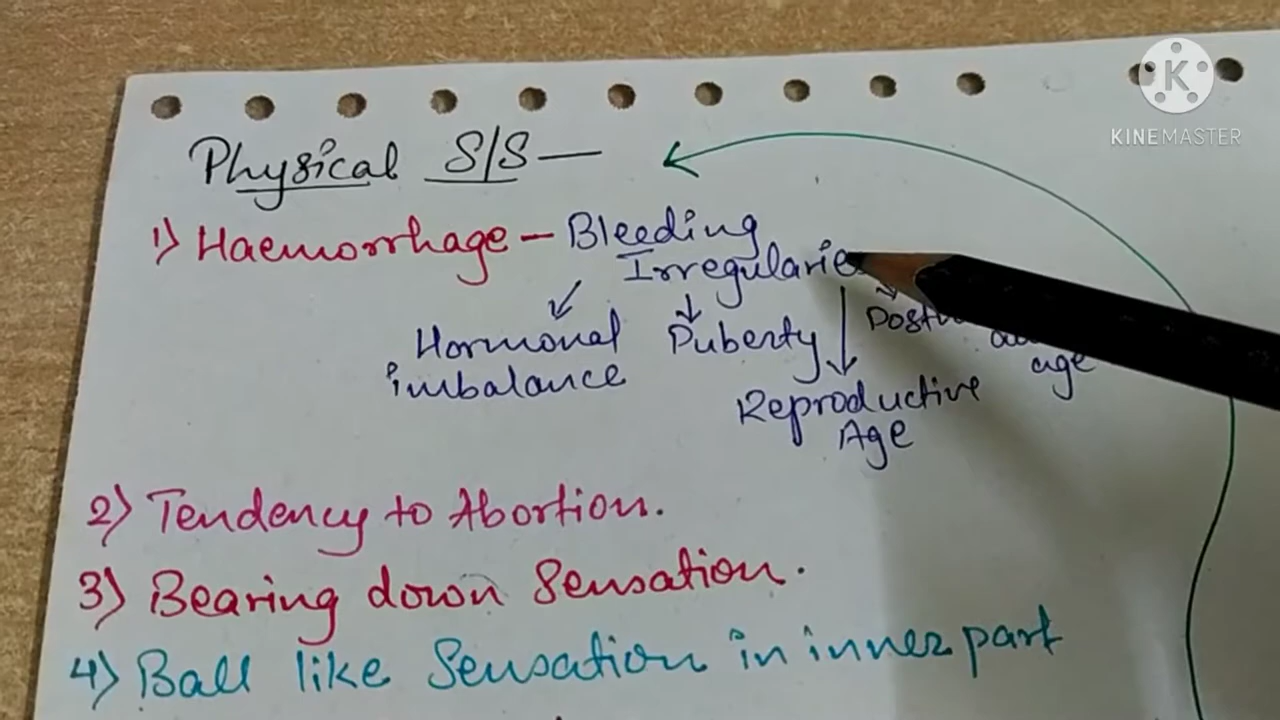 KINEMASTER
Physical S/S —
1) Haemorrhage - Bleeding
Irregularie
Hormonal Puberty
imbalance age
Reproductive
Age
2) Tendency to Abortion.
3) Bearing down Sensation.
4) Ball like Sensation in inner part